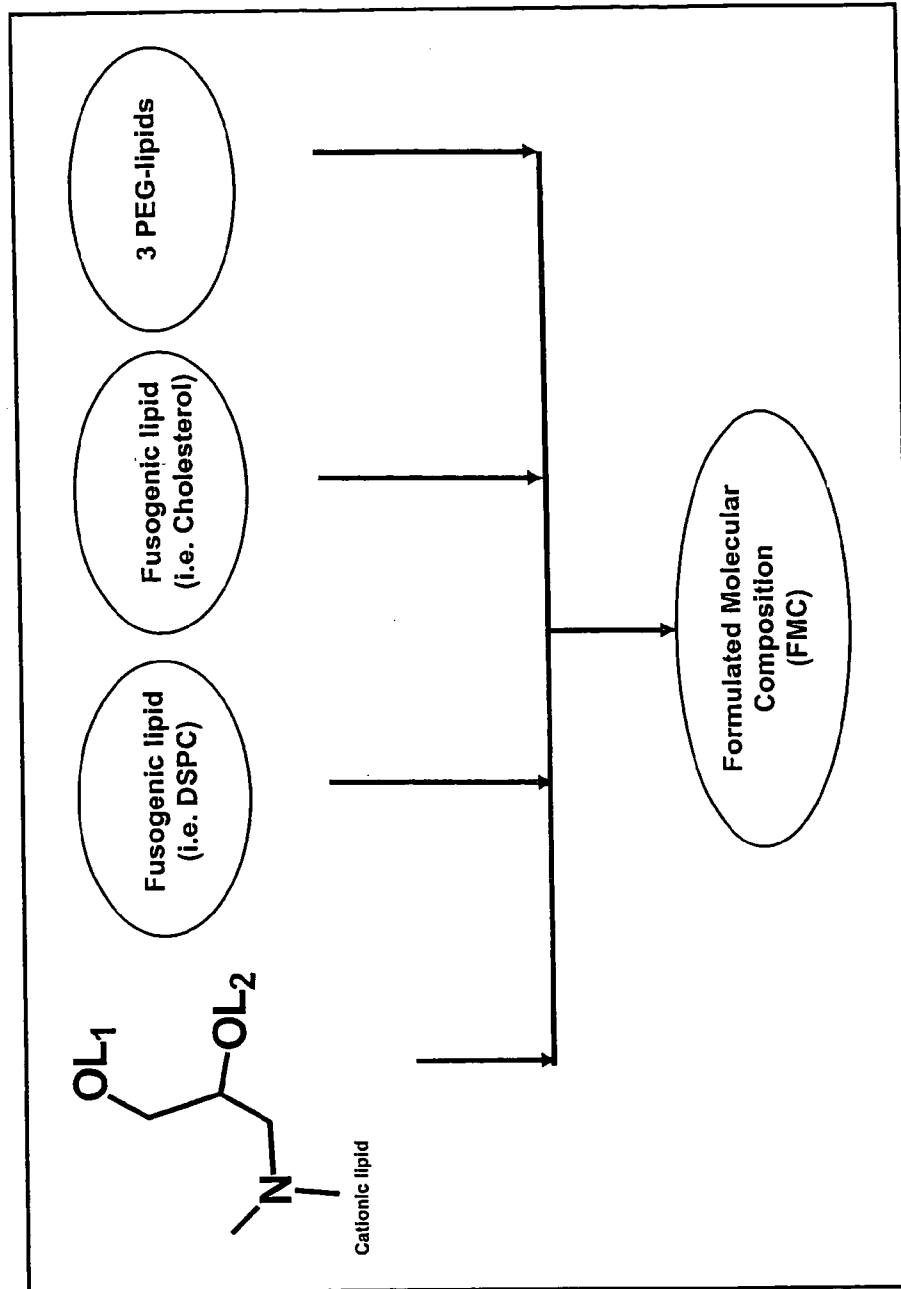 OL1
OL2
N
Cationic lipid
Fusogenic lipid
(i.e. DSPC)
Fusogenic lipid
(i.e. Cholesterol)
3 PEG-lipids
Formulated Molecular
Composition
(FMC)